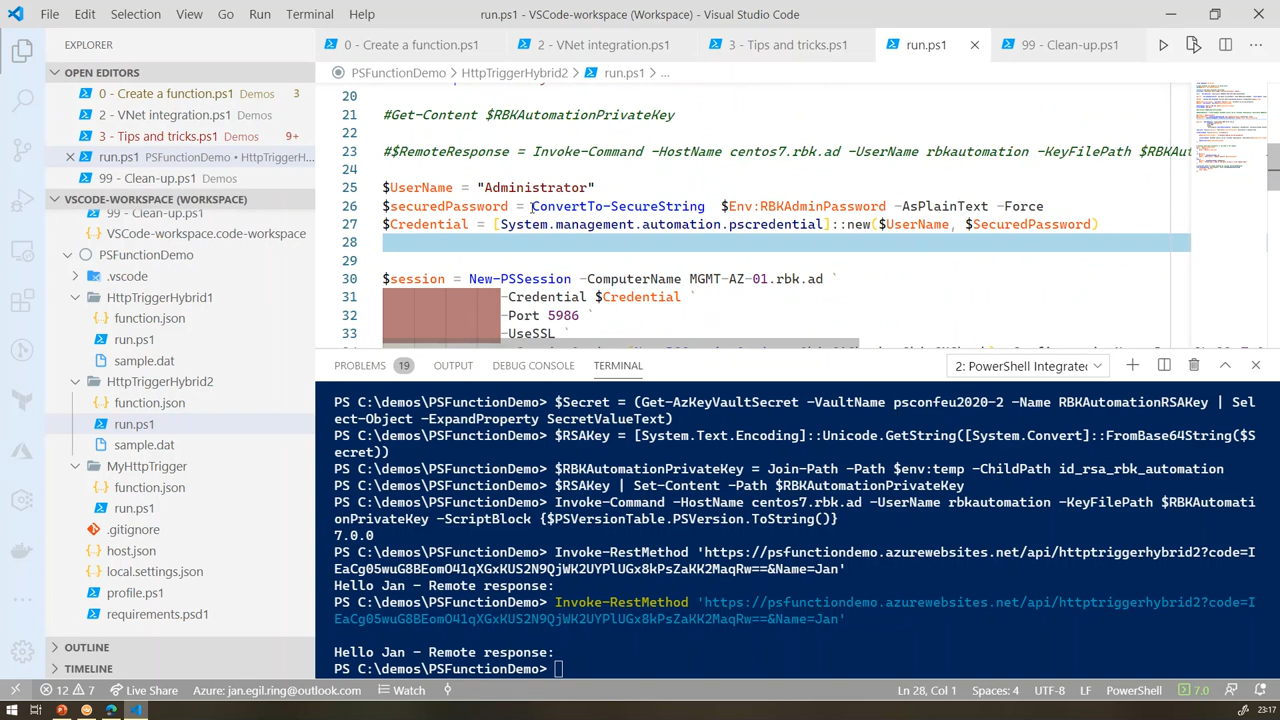 File Edit Selection View Go Run Terminal Help run.ps1 - VSCode-workspace (Workspace) - Visual Studio Code
EXPLORER
0 - Create a function.ps1 2 - VNet integration.ps1 3 - Tips and tricks.ps1 run.ps1 99 - Clean-up.ps1
OPEN EDITORS
0 - Create a function.ps1 Demos 3
VNet integration.ps1 Demos
3 - Tips and tricks.ps1 Demos 9+
run.ps1 PSFunctionDemo • HttpTriggerH...
Clean-up.ps1 Demos
VSCODE-WORKSPACE (WORKSPACE)
99 - Clean-up.ps1
VSCode-workspace.code-workspace
PSFunctionDemo
.vscode
HttpTriggerHybrid1
function.json
run.ps1
sample.dat
HttpTriggerHybrid2
function.json
run.ps1
sample.dat
MyHttpTrigger
function.json
run.ps1
.gitignore
host.json
local.settings.json
profile.ps1
requirements.psd1
OUTLINE
TIMELINE
PSFunctionDemo > HttpTriggerHybrid2 > run.ps1 > ...
20
21 #Get-Content
22
23 Invoke-Command centos7.rbk.ad -UserName rbkautomation -KeyFilePath $RBKAut
24
25 $UserName = "Administrator"
26 $securedPassword = ConvertTo-SecureString $Env:RBKAdminPassword -AsPlainText -Force
27 $Credential = [System.management.automation.pscredential]::new($UserName, $SecuredPassword)
28
29
30 $session = New-PSSession -ComputerName MGMT-AZ-01.rbk.ad `
31 -Credential $Credential `
32 -Port 5986 `
33 -UseSSL `
PROBLEMS 19 OUTPUT DEBUG CONSOLE TERMINAL 2: PowerShell Integrated
PS C:\demos\PSFunctionDemo> $Secret = (Get-AzKeyVaultSecret -VaultName psconfeu2020-2 -Name RBKAutomationRSAKey | Sel
ect-Object -ExpandProperty SecretValueText)
PS C:\demos\PSFunctionDemo> $RSAKey = [System.Text.Encoding]::Unicode.GetString([System.Convert]::FromBase64String($S
ecret))
PS C:\demos\PSFunctionDemo> $RBKAutomationPrivateKey = Join-Path -Path $env:temp -ChildPath id_rsa_rbk_automation
PS C:\demos\PSFunctionDemo> $RSAKey | Set-Content -Path $RBKAutomationPrivateKey
PS C:\demos\PSFunctionDemo> Invoke-Command -HostName centos7.rbk.ad -UserName rbkautomation -KeyFilePath $RBKAutomati
onPrivateKey -ScriptBlock {$PSVersionTable.PSVersion.ToString()}
7.0.0
PS C:\demos\PSFunctionDemo> Invoke-RestMethod 'https://psfunctiondemo.azurewebsites.net/api/httptriggerhybrid2?code=I
EaCg05wuG8BEomO41qXGxKUS2N9QjWK2UYPlUGx8kPsZaKK2MaqRw==&Name=Jan'
Hello Jan - Remote response:
PS C:\demos\PSFunctionDemo> Invoke-RestMethod 'https://psfunctiondemo.azurewebsites.net/api/httptriggerhybrid2?code=I
EaCg05wuG8BEomO41qXGxKUS2N9QjWK2UYPlUGx8kPsZaKK2MaqRw==&Name=Jan'
Hello Jan - Remote response:
PS C:\demos\PSFunctionDemo>
12 7 Live Share Azure: jan.egil.ring@outlook.com Watch Ln 28, Col 1 Spaces: 4 UTF-8 LF PowerShell 7.0
23:17